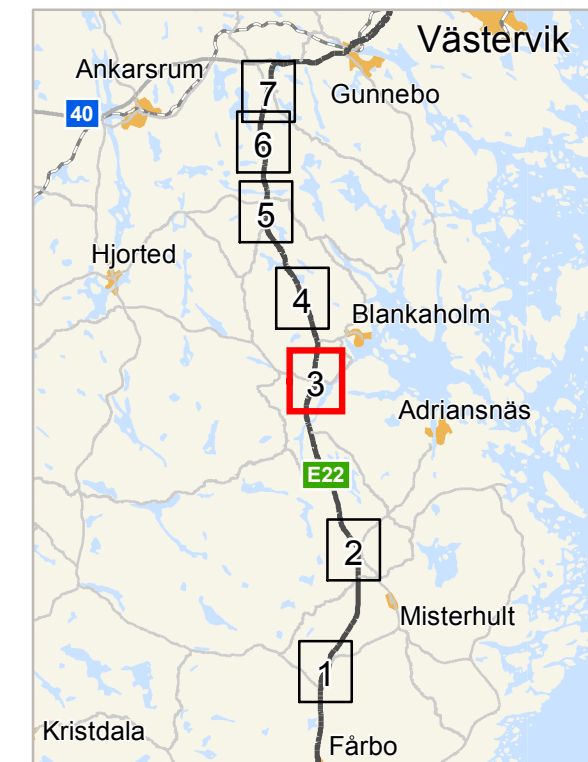 Västervik
Ankarsrum
7
Gunnebo
40
6
5
Hjorted
4
Blankaholm
3
Adriansnäs
E22
2
Misterhult
1
Kristdala
Fårbo